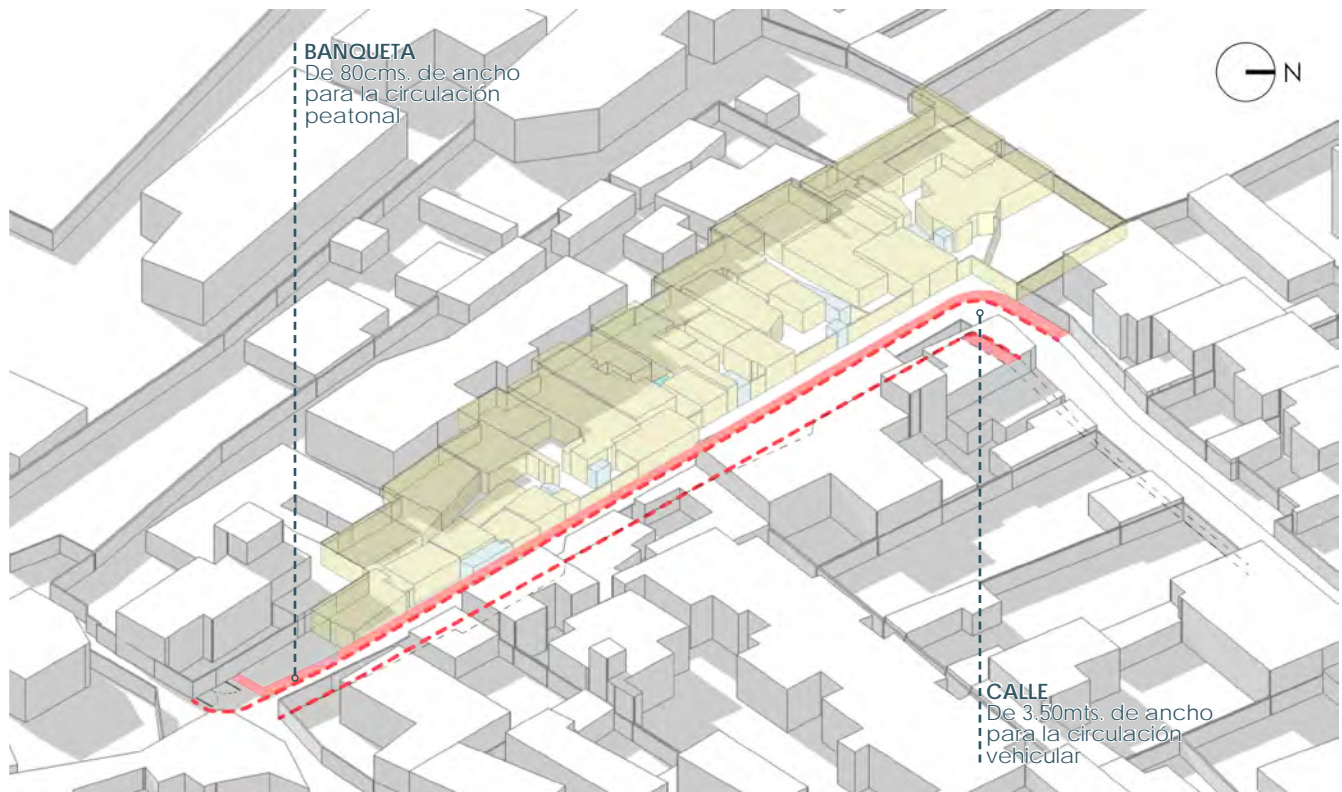 BANQUETA
De 80cms. de ancho
para la circulación
peatonal
N
CALLE
De 3.50mts. de ancho
para la circulación
vehicular